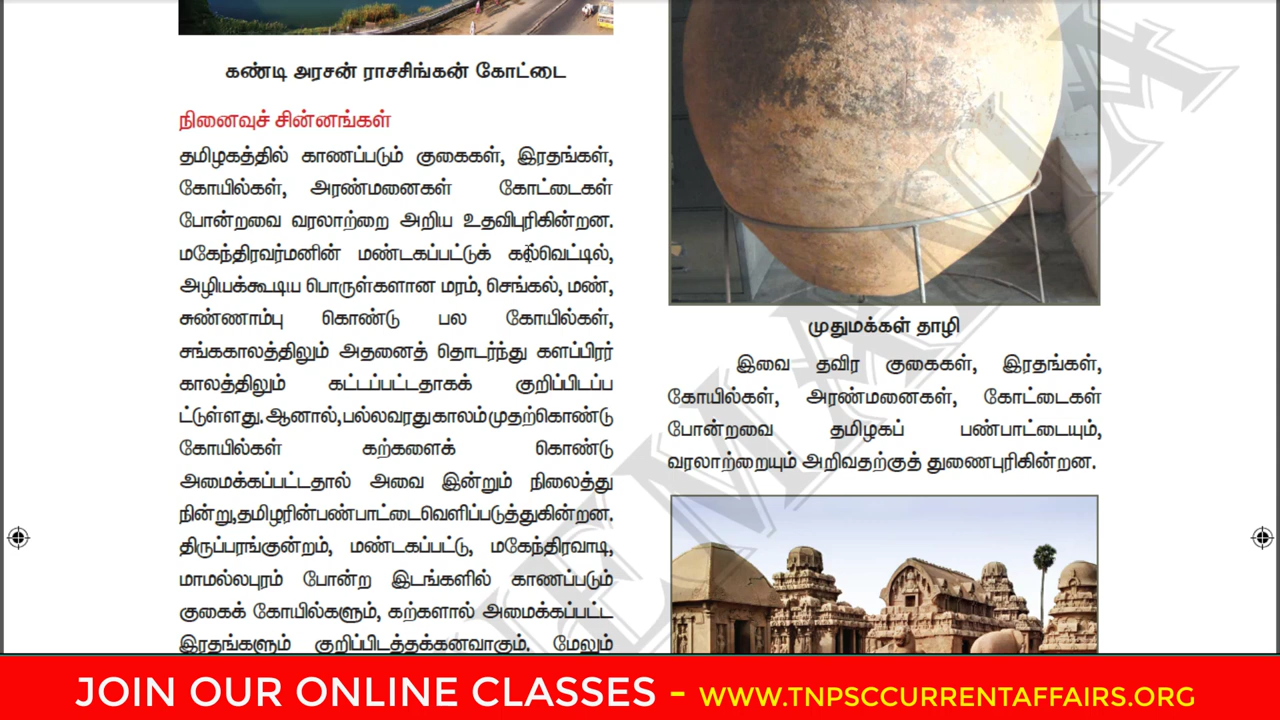 கண்டி அரசன் ராசசிங்கன் கோட்டை
நினைவுச் சின்னங்கள்
தமிழகத்தில் காணப்படும் குகைகள், இரதங்கள்,
கோயில்கள், அரண்மனைகள் கோட்டைகள்
போன்றவை வரலாற்றை அறிய உதவிபுரிகின்றன.
மகேந்திரவர்மனின் மண்டகப்பட்டுக் கல்வெட்டில்,
அழியக்கூடிய பொருள்களான மரம், செங்கல், மண்,
சுண்ணாம்பு கொண்டு பல கோயில்கள்,
சங்ககாலத்திலும் அதனைத் தொடர்ந்து களப்பிரர்
காலத்திலும் கட்டப்பட்டதாகக் குறிப்பிடப்ப
ட்டுள்ளது. ஆனால், பல்லவரது காலம் முதற்கொண்டு
கோயில்கள் கற்களைக் கொண்டு
அமைக்கப்பட்டதால் அவை இன்றும் நிலைத்து
நின்று,தமிழரின்பண்பாட்டைவெளிப்படுத்துகின்றன.
திருப்பரங்குன்றம், மண்டகப்பட்டு, மகேந்திரவாடி,
மாமல்லபுரம் போன்ற இடங்களில் காணப்படும்
குகைக் கோயில்களும், கற்களால் அமைக்கப்பட்ட
இரதங்களும் குறிப்பிடத்தக்கனவாகும். மேலும்
முதுமக்கள் தாழி
இவை தவிர குகைகள், இரதங்கள்,
கோயில்கள், அரண்மனைகள், கோட்டைகள்
போன்றவை தமிழகப் பண்பாட்டையும்,
வரலாற்றையும் அறிவதற்குத் துணைபுரிகின்றன.
JOIN OUR ONLINE CLASSES - WWW.TNPSCCURRENTAFFAIRS.ORG